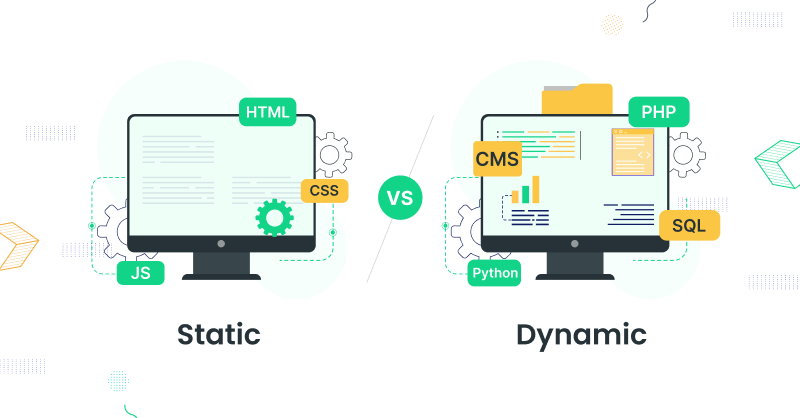 HTML
CSS
JS
Static
VS
PHP
CMS
SQL
Python
Dynamic